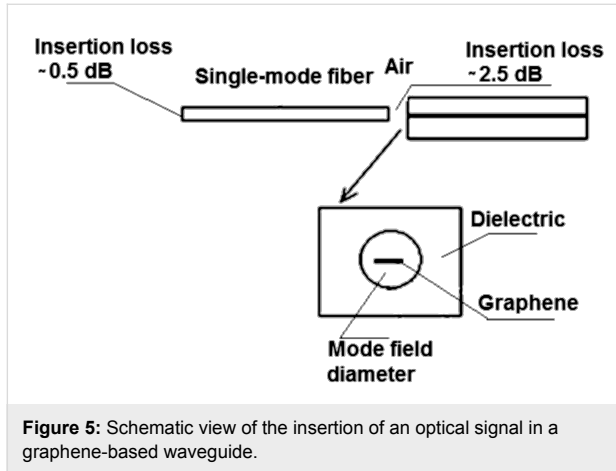 Insertion loss
~0.5 dB
Single-mode fiber
Air
Insertion loss
~2.5 dB
Dielectric
Graphene
Mode field
diameter
Figure 5: Schematic view of the insertion of an optical signal in a
graphene-based waveguide.